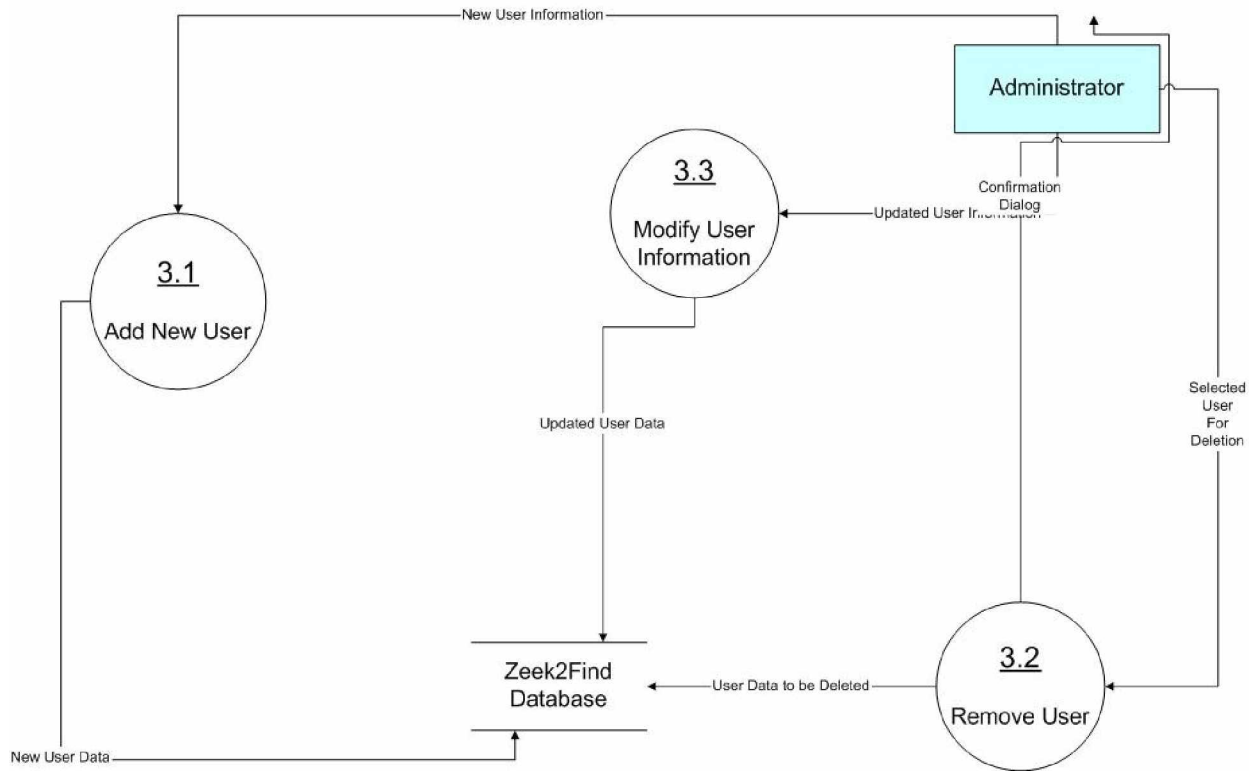 New User Information
Administrator
3.3
Modify User
Information
Confirmation
Dialog
Updated User Information
3.1
Add New User
Selected
User
For
Deletion
Updated User Data
3.2
Remove User
Zeek2Find
Database
User Data to be Deleted
New User Data